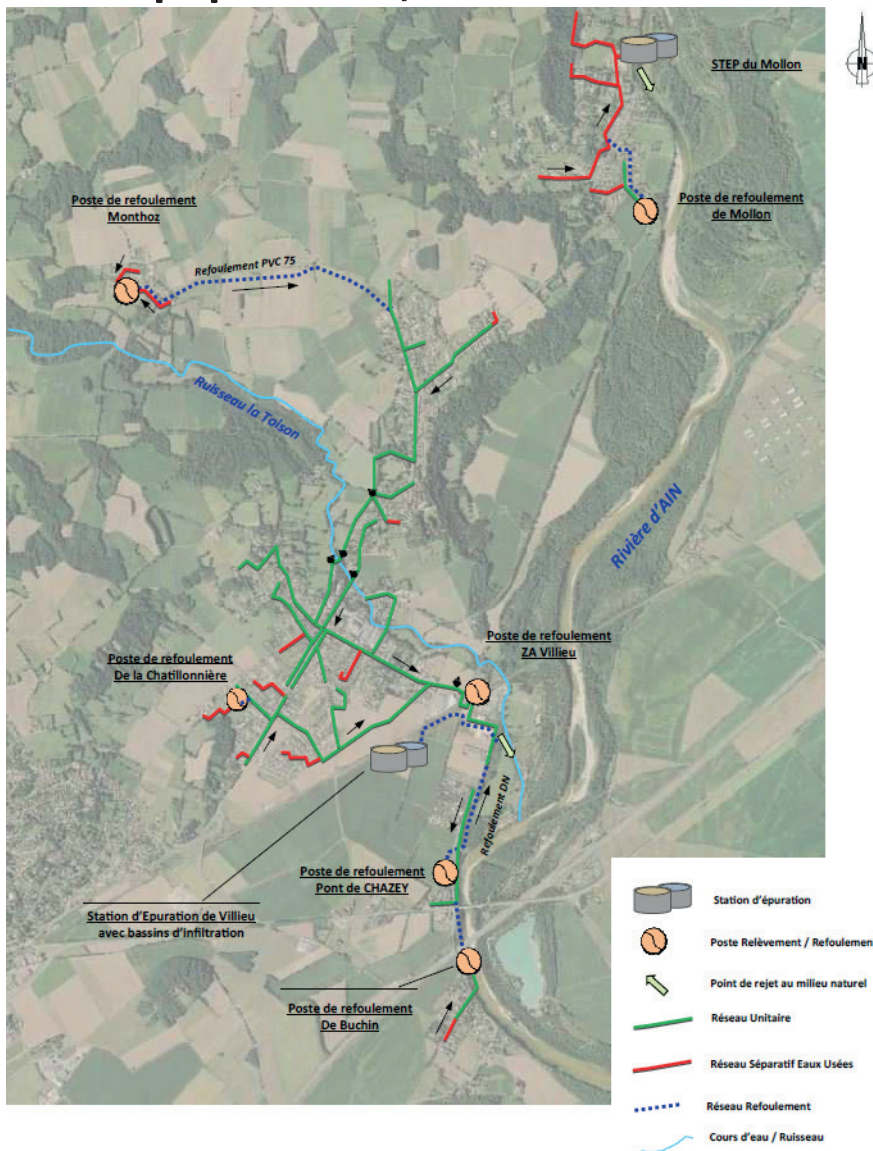 N
STEP du Mollon
Poste de refoulement
Monthoz
Poste de refoulement
de Mollon
Refoulement PVC 75
Ruisseau la Toison
Rivière d'AIN
Poste de refoulement
ZA Villieu
Poste de refoulement
De la Chatillonnière
Refoulement DN
Poste de refoulement
Pont de CHAZEY
Station d'Epuration de Villieu
avec bassins d'infiltration
Poste de refoulement
De Buchin
Station d'épuration
Poste Relèvement / Refoulement
Point de rejet au milieu naturel
Réseau Unitaire
Réseau Séparatif Eaux Usées
Réseau Refoulement
Cours d'eau / Ruisseau